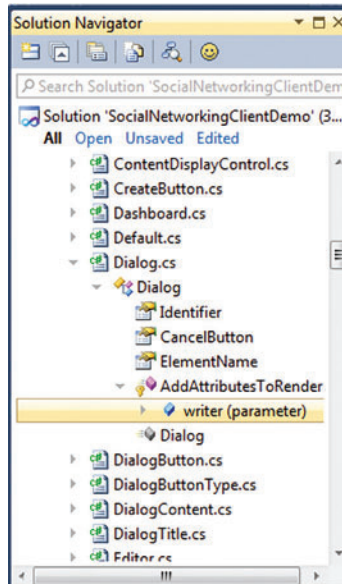 Solution Navigator
Search Solution 'SocialNetworkingClientDem
Solution 'SocialNetworkingClientDemo' (3...
All Open Unsaved Edited
ContentDisplayControl.cs
CreateButton.cs
Dashboard.cs
Default.cs
Dialog.cs
Dialog
Identifier
CancelButton
ElementName
AddAttributesToRender
writer (parameter)
Dialog
DialogButton.cs
DialogButtonType.cs
DialogContent.cs
DialogTitle.cs
Editor.cs